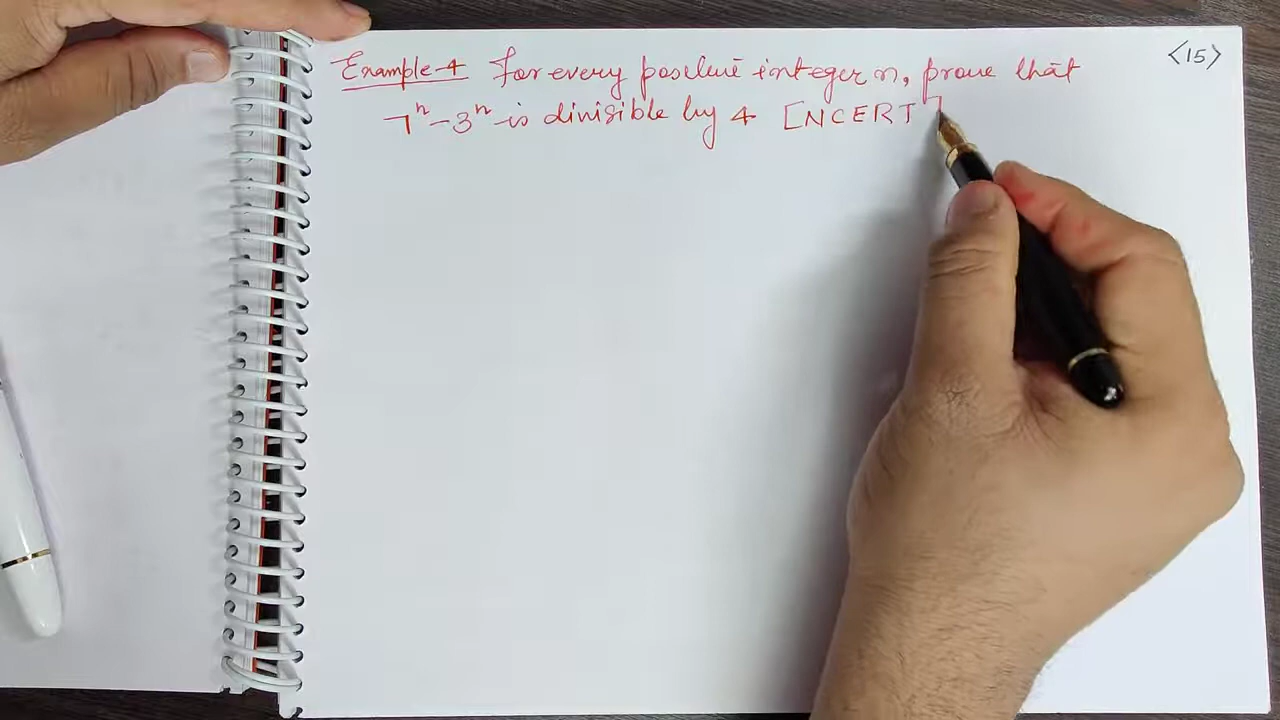 <15>
Example-4 For every positive integer n, prove that
7ⁿ-3ⁿ is divisible by 4 [NCERT]